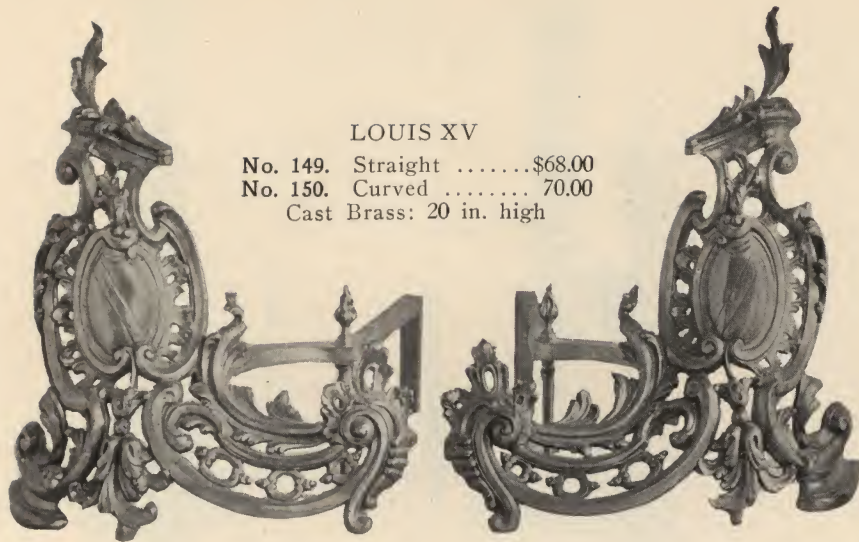 LOUIS XV
No. 149. Straight .......$68.00
No. 150. Curved ........ 70.00
Cast Brass: 20 in. high